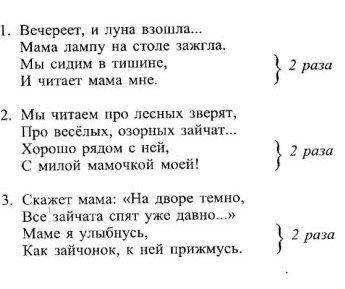 1. Вечереет, и луна взошла...
Мама лампу на столе зажгла.
Мы сидим в тишине,
И читает мама мне.
} 2 раза
2. Мы читаем про лесных зверят,
Про весёлых, озорных зайчат...
Хорошо рядом с ней,
С милой мамочкой моей!
} 2 раза
3. Скажет мама: «На дворе темно,
Все зайчата спят уже давно...»
Маме я улыбнусь,
Как зайчонок, к ней прижмусь.
} 2 раза